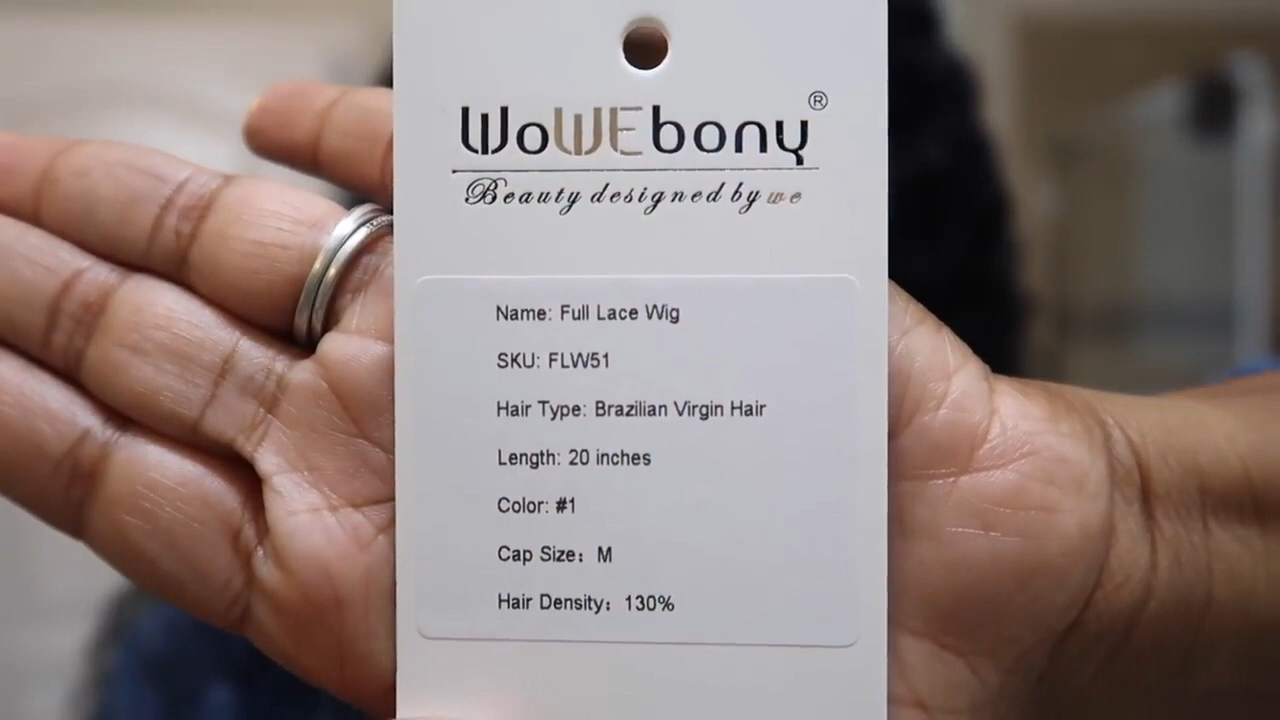 WoWEbony®
Beauty designed by we
Name: Full Lace Wig
SKU: FLW51
Hair Type: Brazilian Virgin Hair
Length: 20 inches
Color: #1
Cap Size: M
Hair Density: 130%